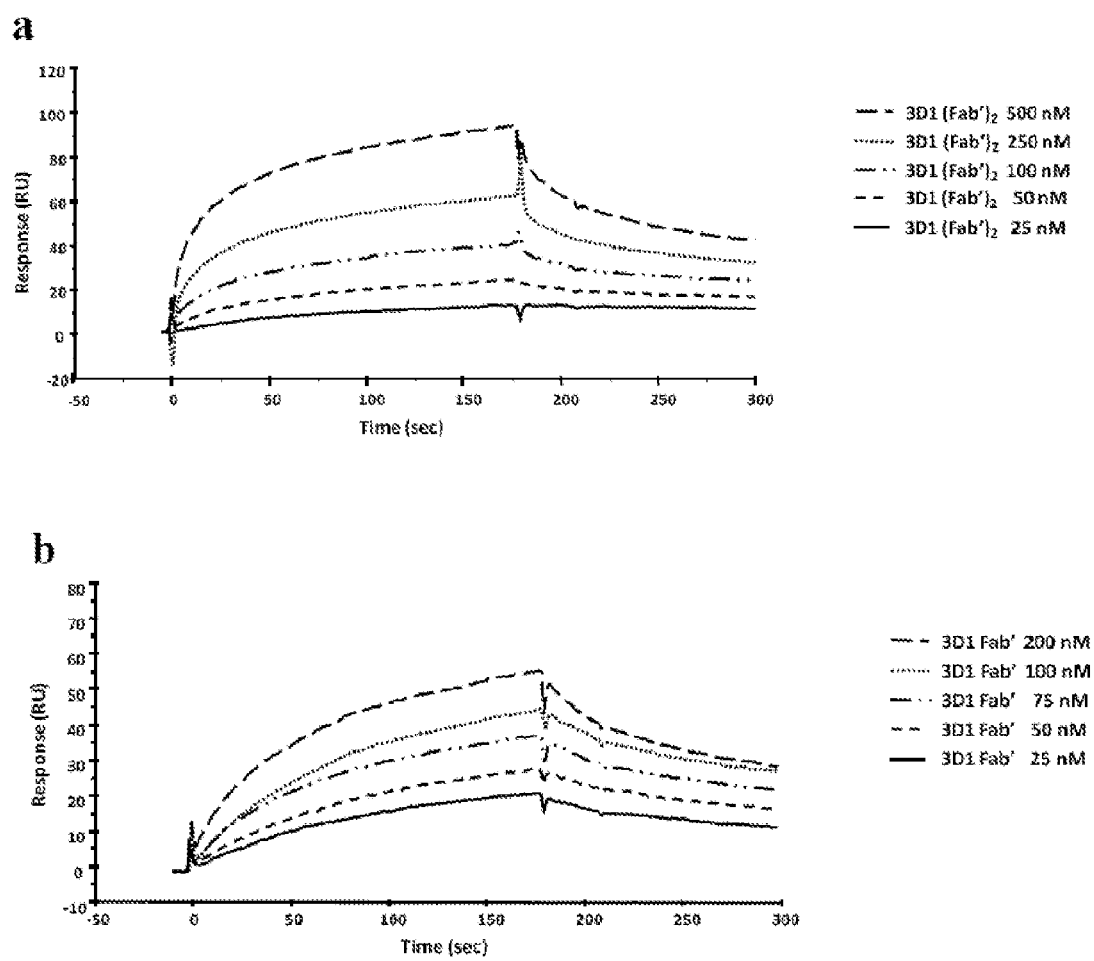 a
120
100
80
60
40
20
0
-20
-50 0 50 100 150 200 250 300
Response (RU)
Time (sec)
3D1 (Fab')2 500 nM
3D1 (Fab')2 250 nM
3D1 (Fab')2 100 nM
3D1 (Fab')2 50 nM
3D1 (Fab')2 25 nM
b
80
70
60
50
40
30
20
10
0
-10
-50 0 50 100 150 200 250 300
Response (RU)
Time (sec)
3D1 Fab' 200 nM
3D1 Fab' 100 nM
3D1 Fab' 75 nM
3D1 Fab' 50 nM
3D1 Fab' 25 nM